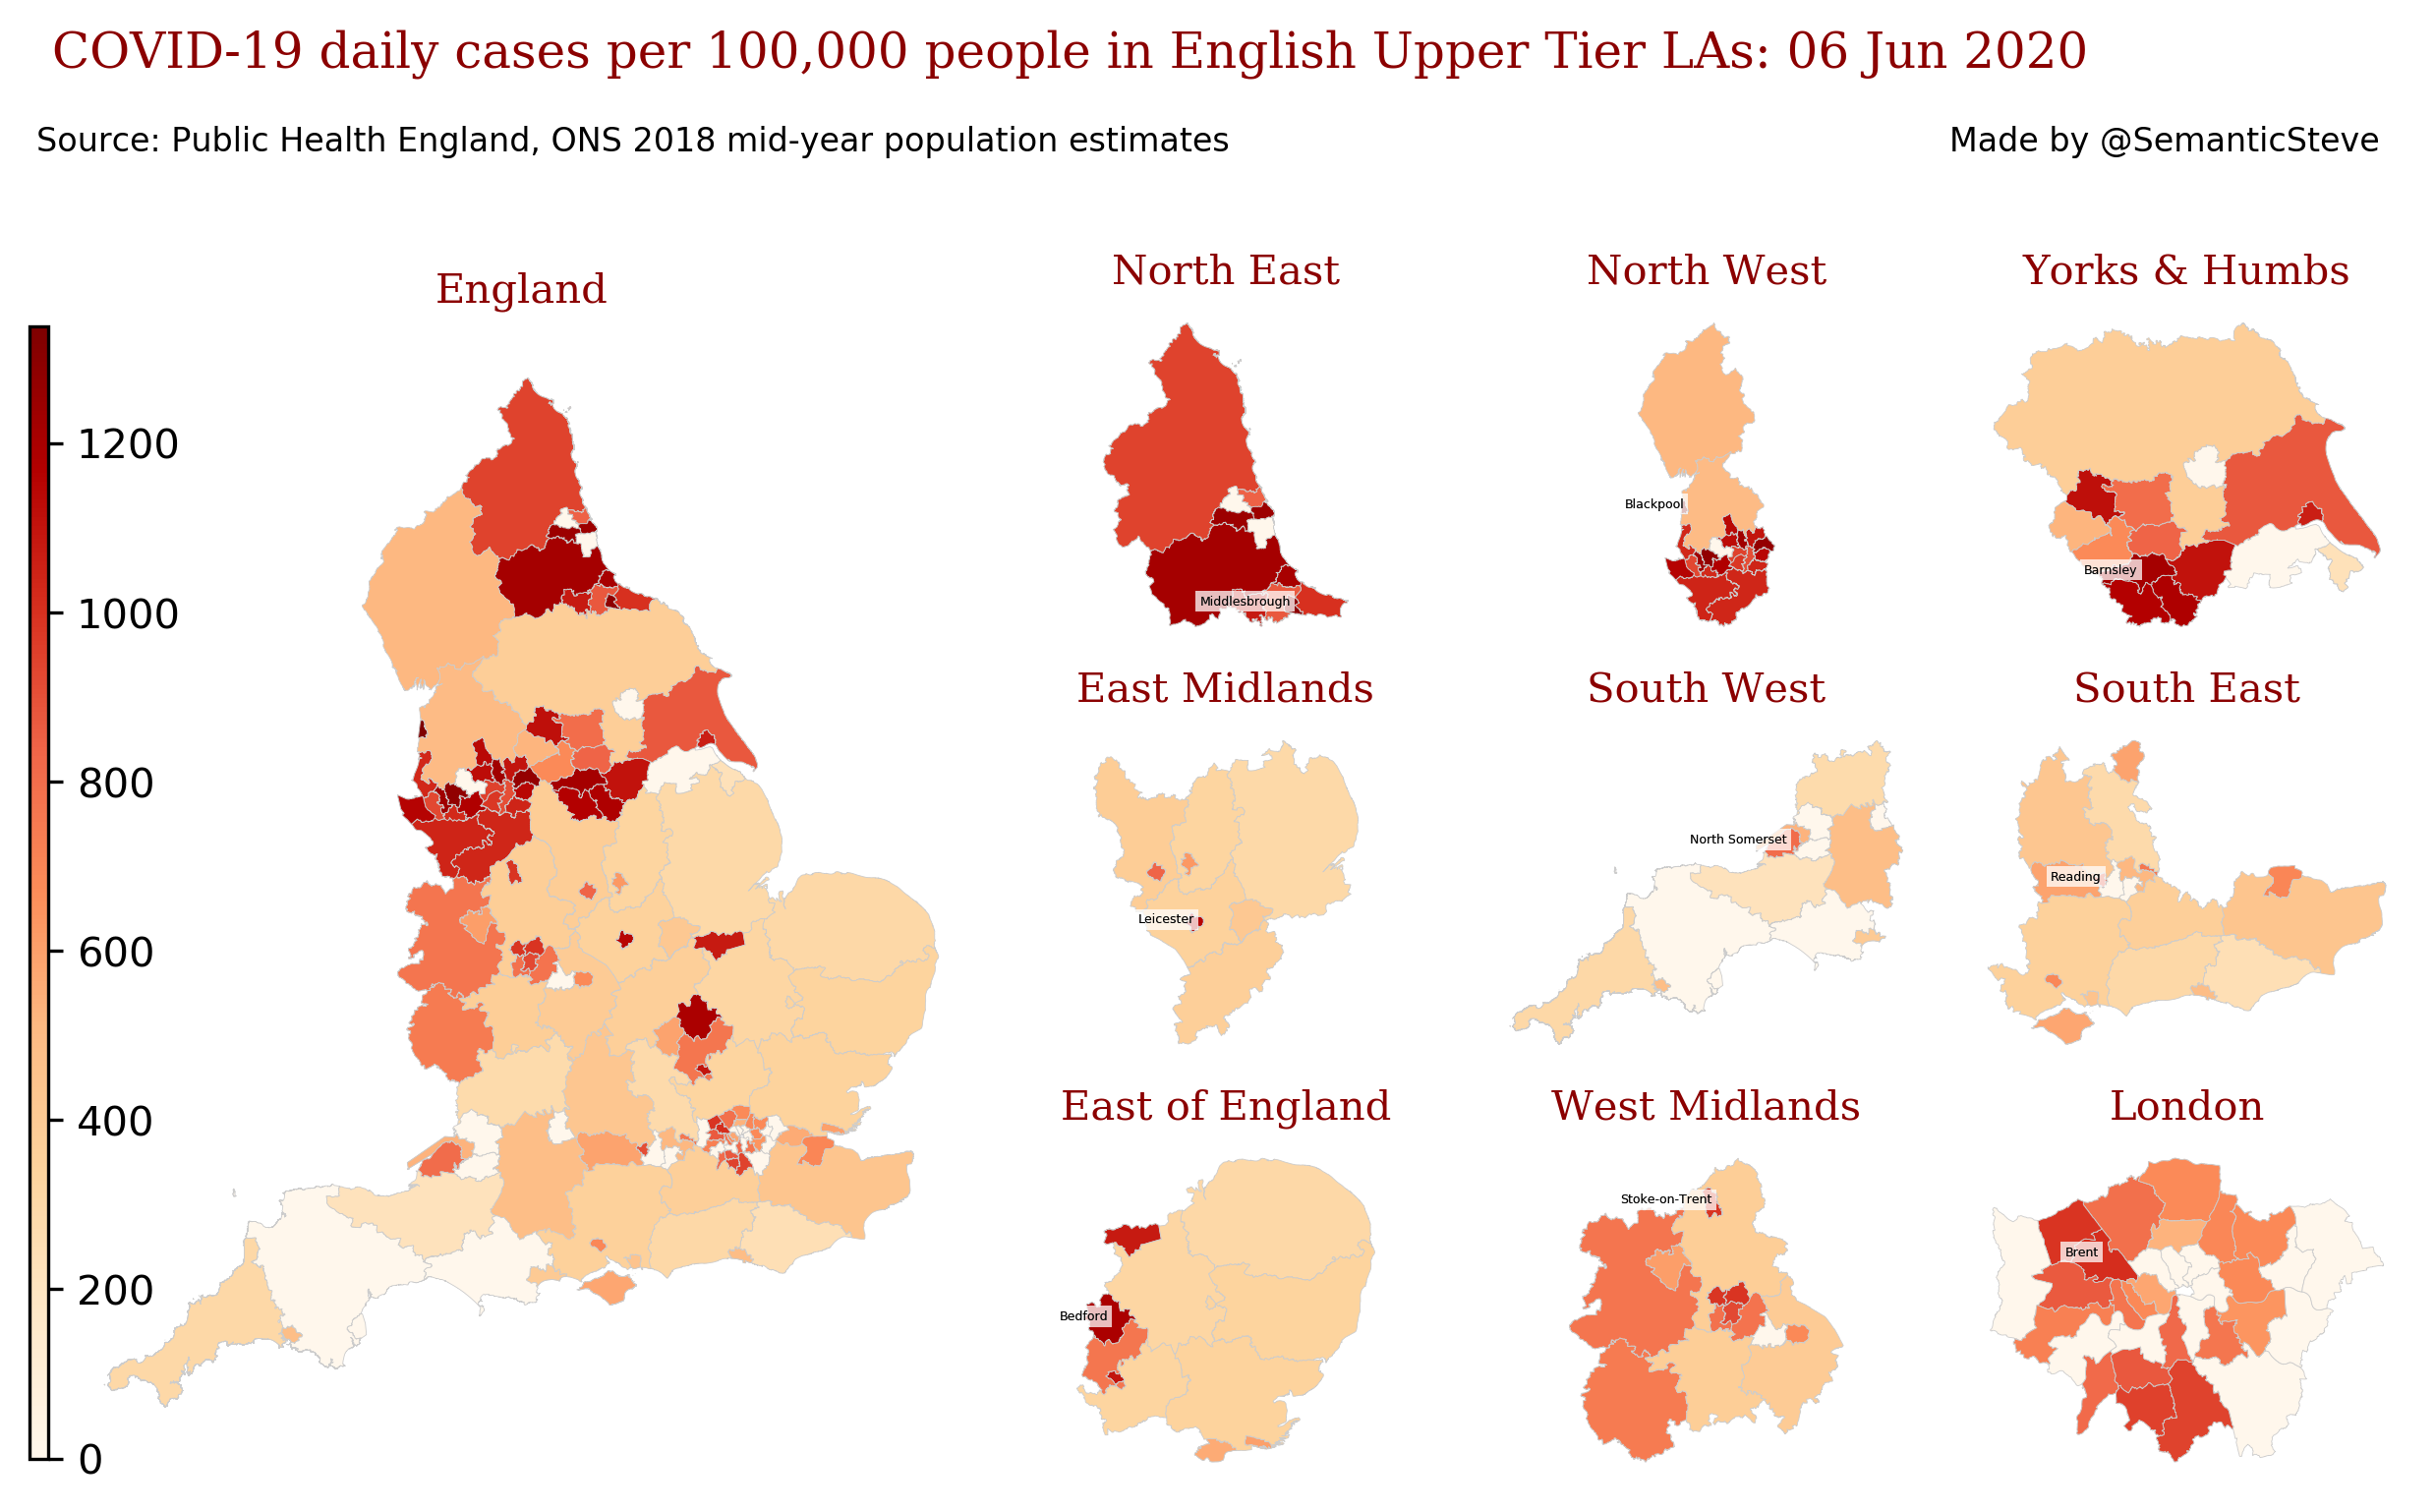 COVID-19 daily cases per 100,000 people in English Upper Tier LAs: 06 Jun 2020
Source: Public Health England, ONS 2018 mid-year population estimates
Made by @SemanticSteve
England
1200
1000
800
600
400
200
0
North East
Middlesbrough
North West
Blackpool
Yorks & Humbs
Barnsley
East Midlands
Leicester
South West
North Somerset
South East
Reading
East of England
Bedford
West Midlands
Stoke-on-Trent
London
Brent